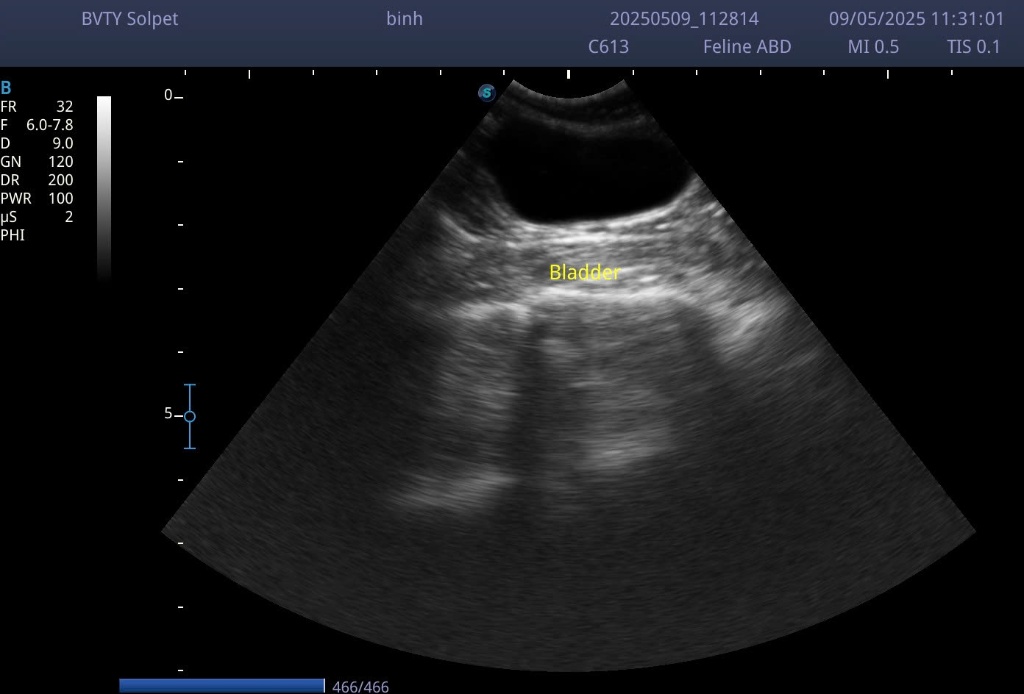 BVTY Solpet binh 20250509_112814 09/05/2025 11:31:01
C613 Feline ABD MI 0.5 TIS 0.1
B
FR 32
F 6.0-7.8
D 9.0
GN 120
DR 200
PWR 100
µS 2
PHI
0
S
Bladder
5
466/466